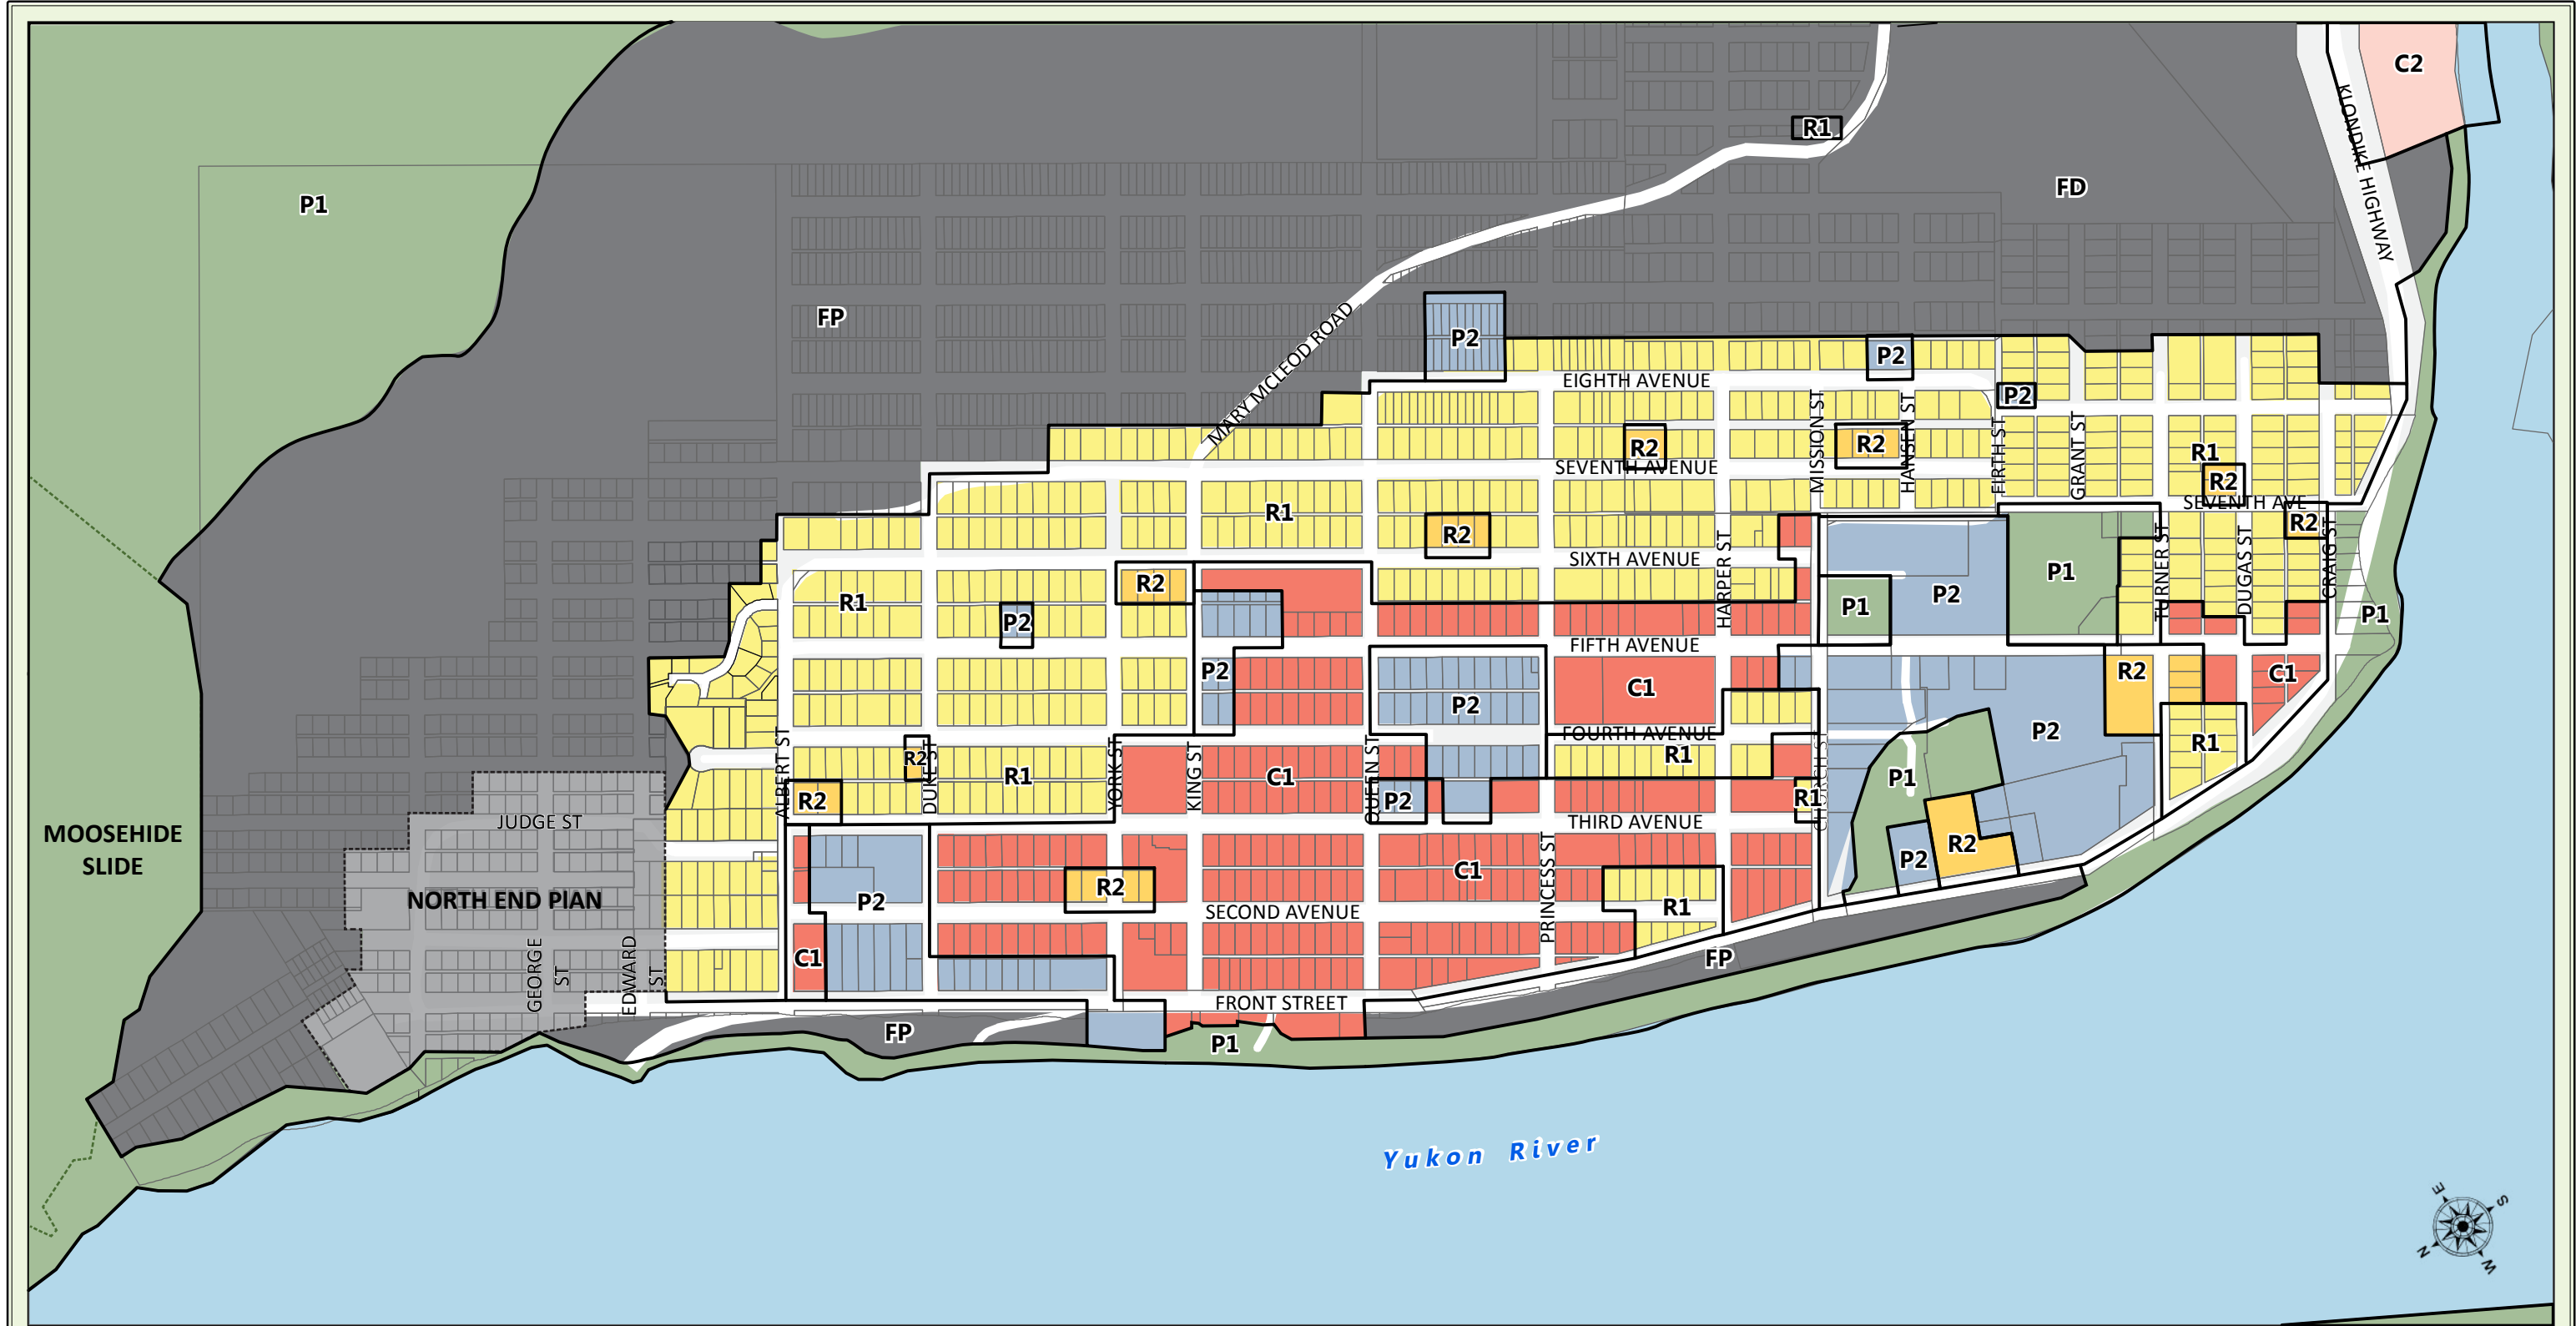 C2
KLONDIKE HIGHWAY
R1
FD
P1
FP
P2
MARY MCLEOD ROAD
P2
EIGHTH AVENUE
P2
MISSION ST
HANSEN ST
FIRTH ST
GRANT ST
R2
R2
R1
SEVENTH AVENUE
R2
SEVENTH AVE
R1
R2
R2
CRAIG ST
TURNER ST
DUGAS ST
HARPER ST
SIXTH AVENUE
P1
R2
R1
P2
P1
P2
P1
FIFTH AVENUE
P2
R2
C1
C1
P2
P2
FOURTH AVENUE
R1
R1
ALBERT ST
R2
DUKE ST
R1
YORK ST
KING ST
C1
QUEEN ST
P1
R2
P2
R1
CHURCH ST
JUDGE ST
THIRD AVENUE
MOOSEHIDE
SLIDE
R2
P2
C1
PRINCESS ST
R2
NORTH END PlAN
P2
R1
SECOND AVENUE
GEORGE
ST
EDWARD
ST
C1
FP
FRONT STREET
FP
P1
Yukon River
E
S
N
W